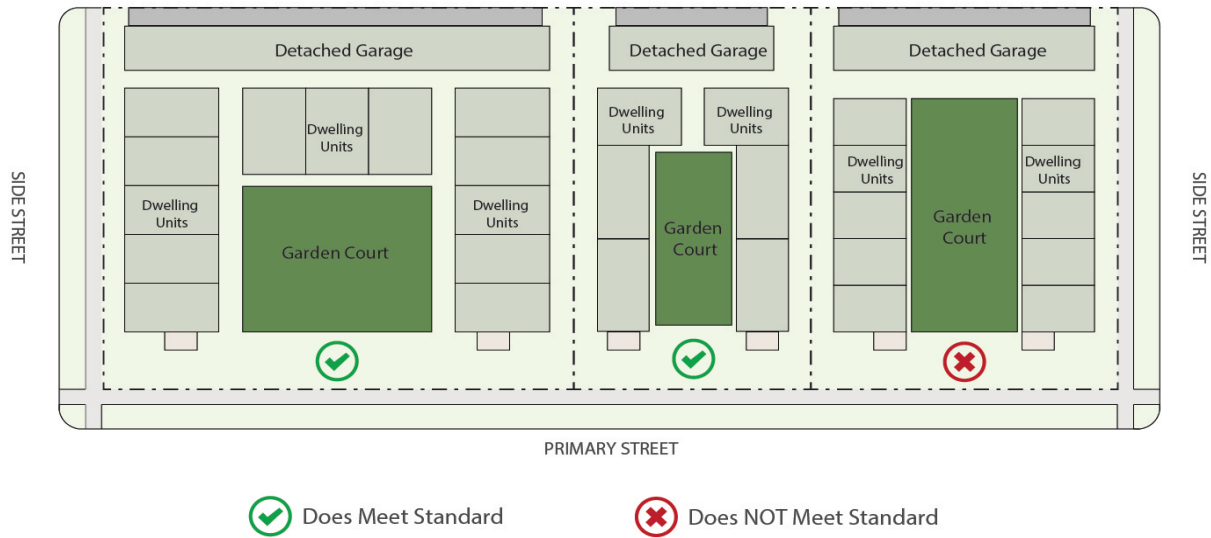 Detached Garage
Detached Garage
Detached Garage
Dwelling
Units
Dwelling
Units
Dwelling
Units
Garden Court
Dwelling
Units
Dwelling
Units
Garden
Court
Dwelling
Units
Dwelling
Units
Garden
Court
SIDE STREET
SIDE STREET
PRIMARY STREET
Does Meet Standard
Does NOT Meet Standard